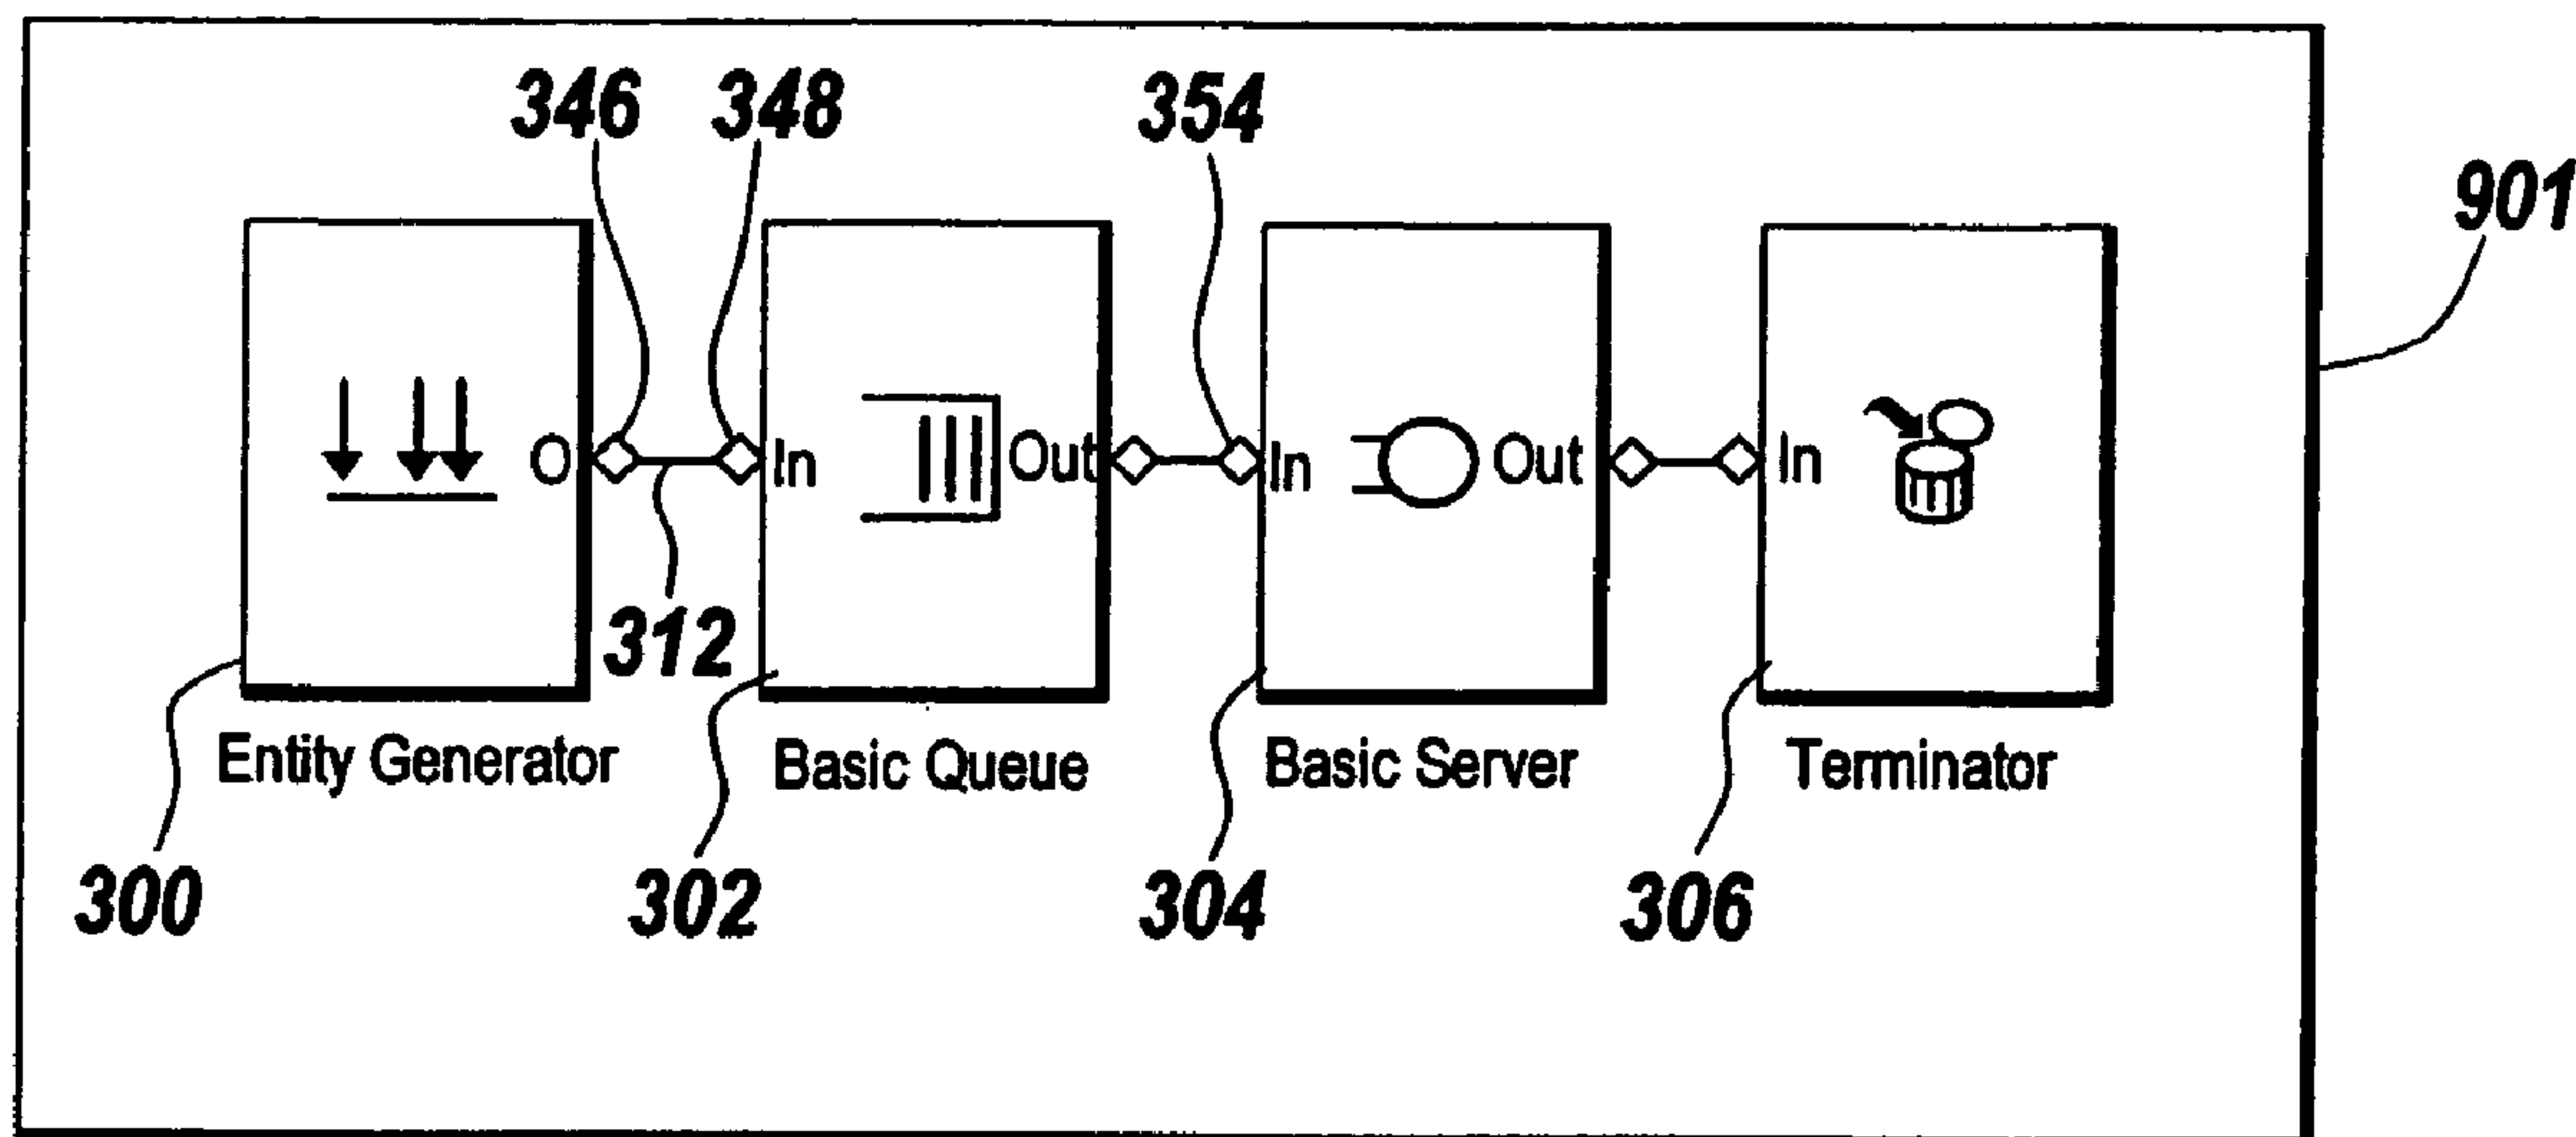 346 348 354
901
O In Out In Out In
312
Entity Generator Basic Queue Basic Server Terminator
300 302 304 306